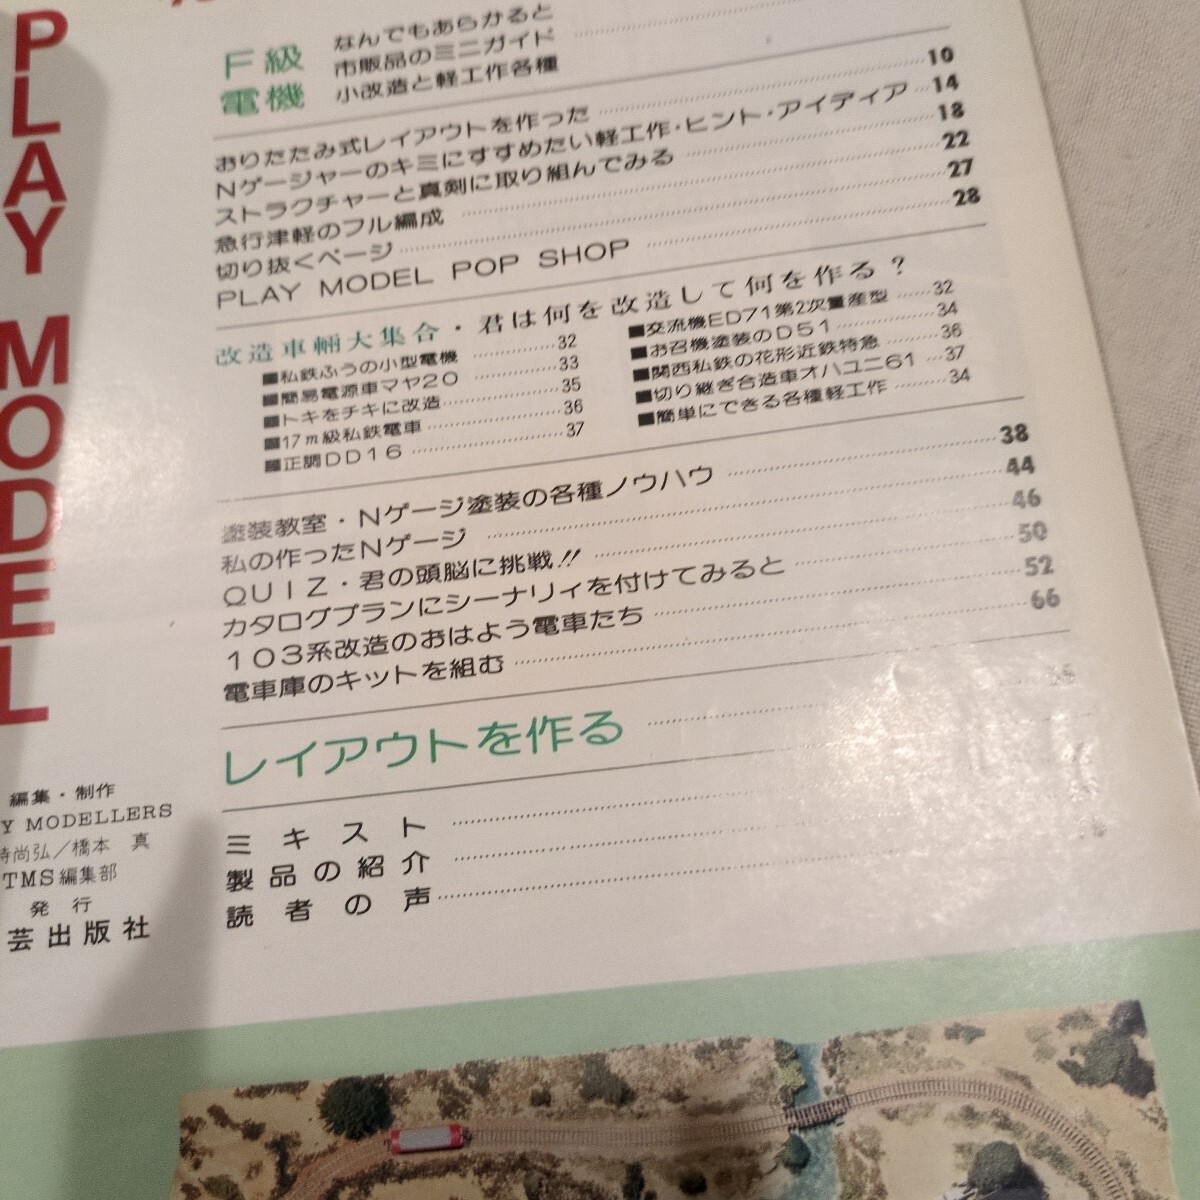 PLAY MODEL
F級
電機
なんでもあらかると
市販品のミニガイド
小改造と軽工作各種
おりたたみ式レイアウトを作った 10
Nゲージャーのキミにすすめたい軽工作・ヒント・アイディア 14
ストラクチャーと真剣に取り組んでみる 18
急行津軽のフル編成 22
切り抜くページ 27
PLAY MODEL POP SHOP 28
改造車輛大集合・君は何を改造して何を作る?
■私鉄ふうの小型電機 32
■簡易電源車マヤ20 33
■トキをチキに改造 35
■17m級私鉄電車 36
■正調DD16 37
■交流機ED71第2次■産型 32
■お召機塗装のD51 34
■関西私鉄の花形近鉄特急 36
■切り継ぎ合造車オハユニ61 37
■簡単にできる各種軽工作 34
塗装教室・Nゲージ塗装の各種ノウハウ 38
私の作ったNゲージ 44
QUIZ・君の頭脳に挑戦!! 46
カタログプランにシーナリィを付けてみると 50
103系改造のおはよう電車たち 52
電車庫のキットを組む 66
レイアウトを作る
ミキスト
製品の紹介
読者の声
編集・制作
Y MODELLERS
時尚弘/橋本 真
TMS編集部
発行
芸出版社